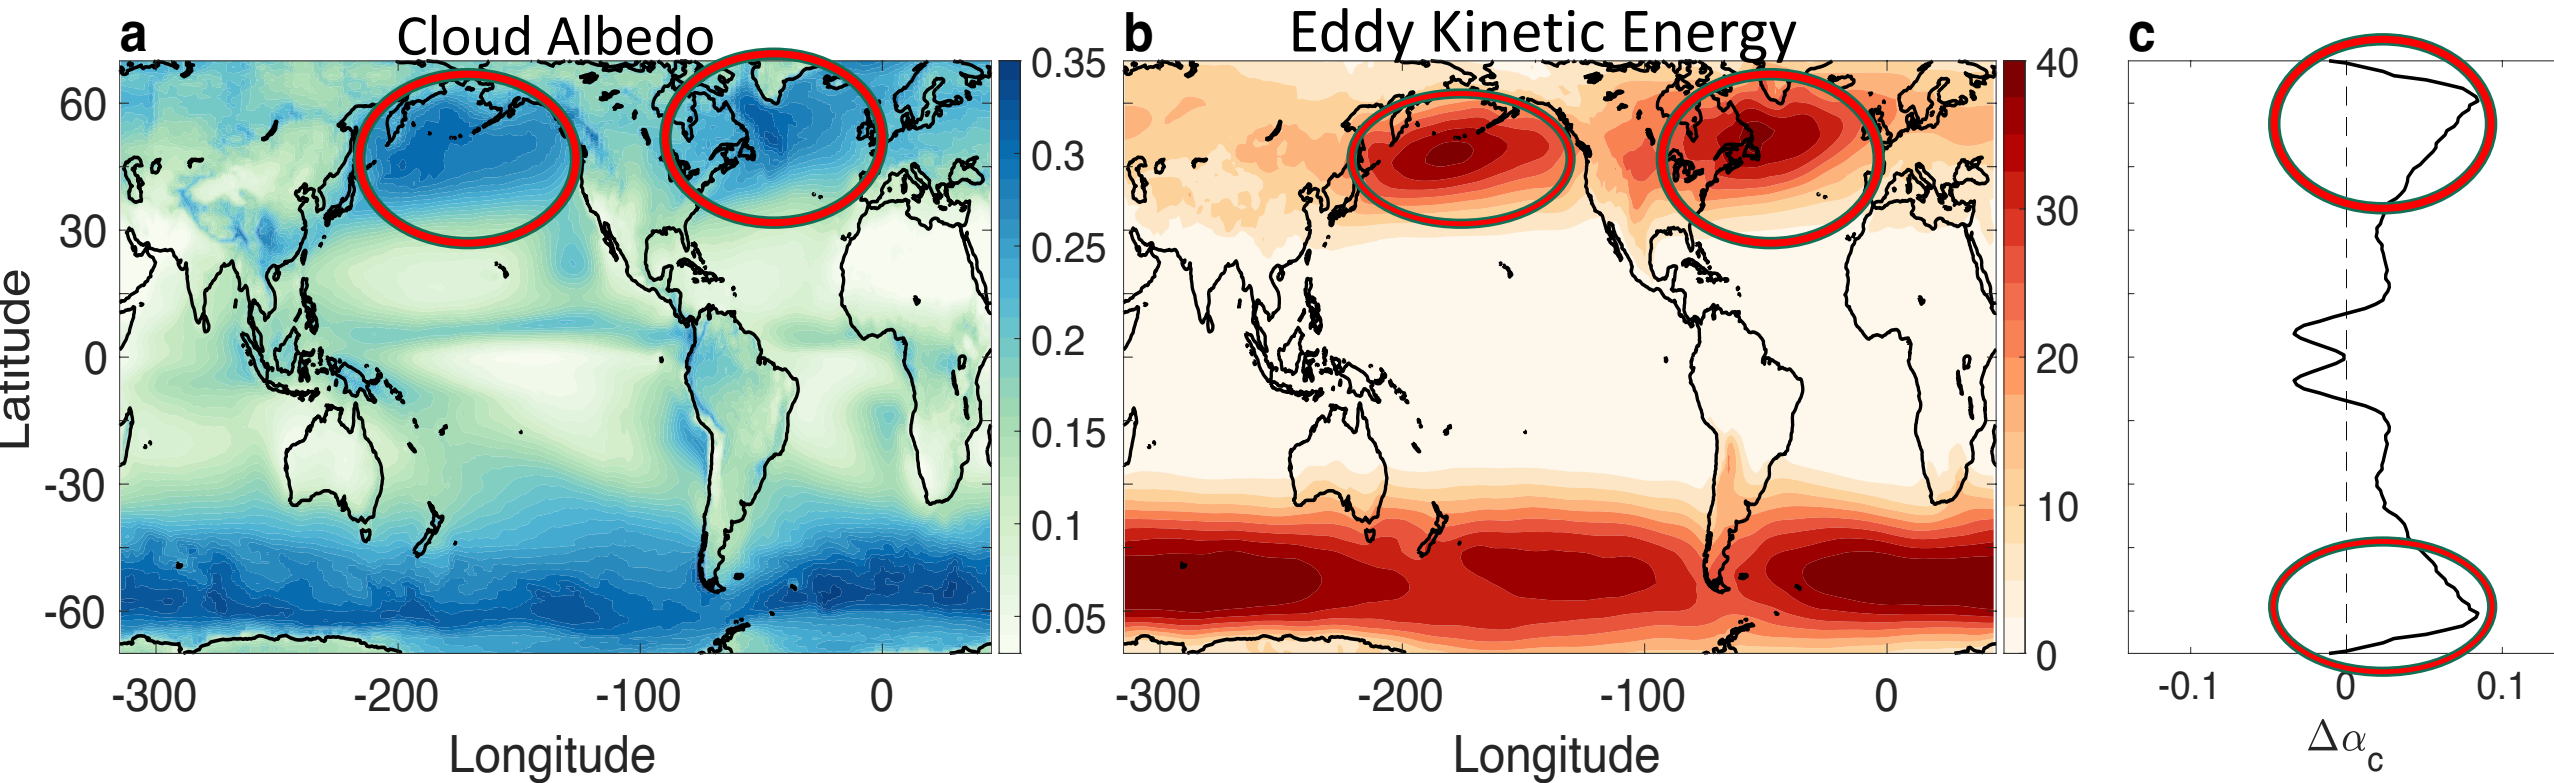 a Cloud Albedo
b Eddy Kinetic Energy
c
Latitude
60
30
0
-30
-60
-300 -200 -100 0
Longitude
0.35
0.3
0.25
0.2
0.15
0.1
0.05
-300 -200 -100 0
Longitude
40
30
20
10
0
-0.1 0 0.1
Δα_c